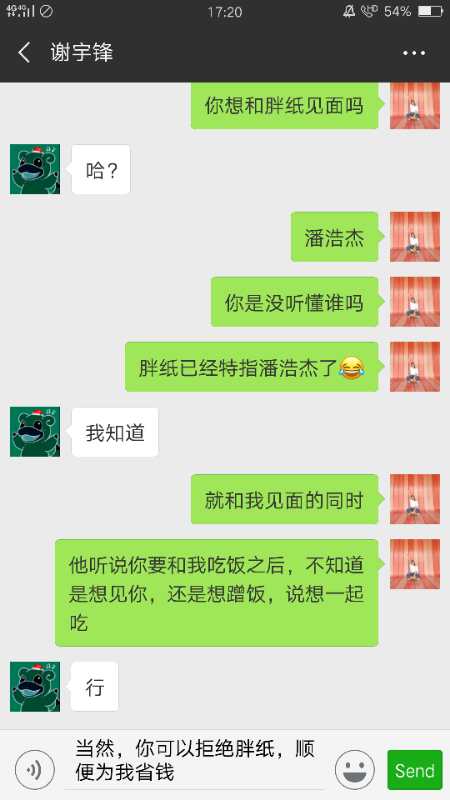 4G 4G 17:20 HD 54%
谢宇锋
你想和胖纸见面吗
哈?
潘浩杰
你是没听懂谁吗
胖纸已经特指潘浩杰了😂
我知道
就和我见面的同时
他听说你要和我吃饭之后，不知道
是想见你，还是想蹭饭，说想一起
吃
行
当然，你可以拒绝胖纸，顺
便为我省钱
Send